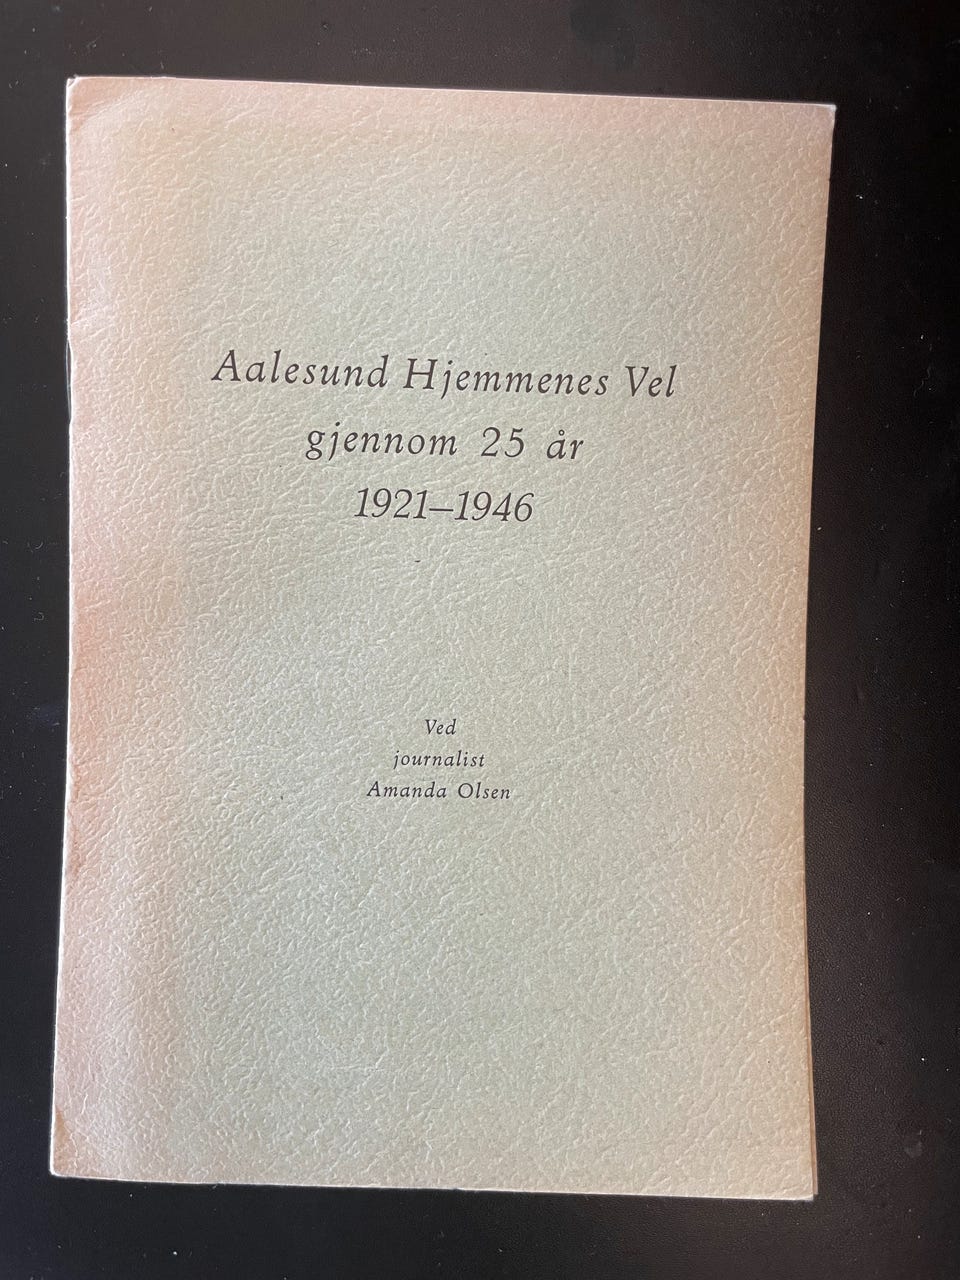 Aalesund Hjemmenes Vel
gjennom 25 år
1921–1946
Ved
journalist
Amanda Olsen